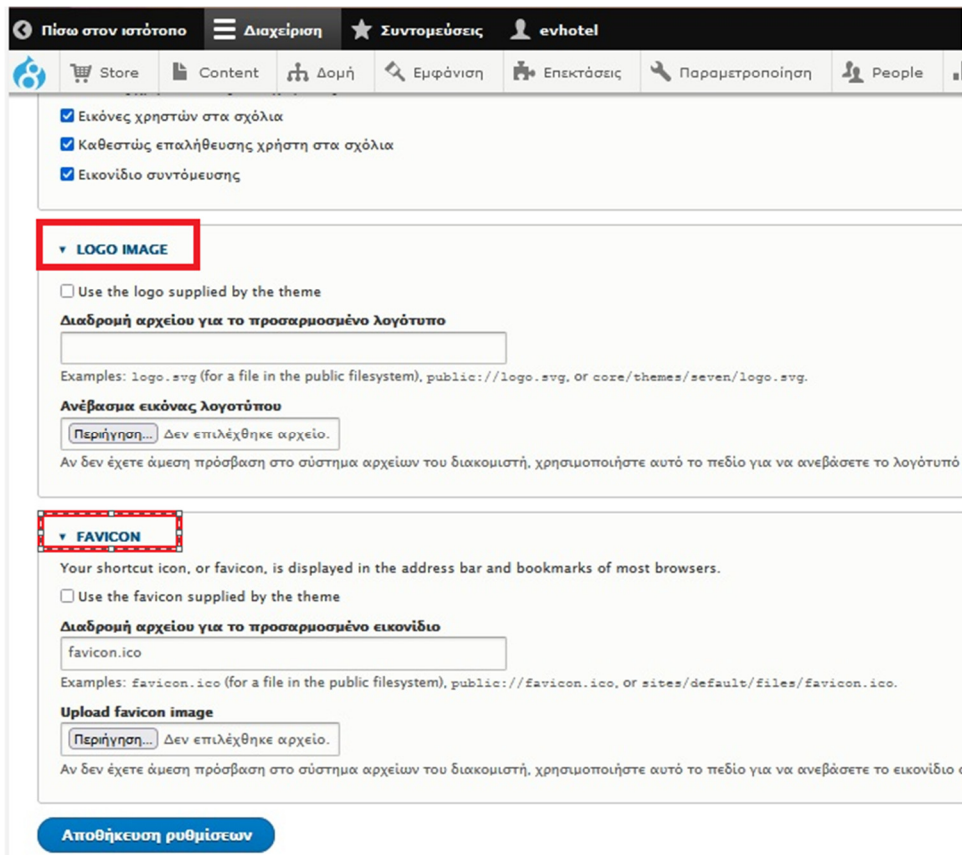 Πίσω στον ιστότοπο Διαχείριση Συντομεύσεις evhotel
Store Content Δομή Εμφάνιση Επεκτάσεις Παραμετροποίηση People
Εικόνες χρηστών στα σχόλια
Καθεστώς επαλήθευσης χρήστη στα σχόλια
Εικονίδιο συντόμευσης
LOGO IMAGE
Use the logo supplied by the theme
Διαδρομή αρχείου για το προσαρμοσμένο λογότυπο
Examples: logo.svg (for a file in the public filesystem), public://logo.svg, or core/themes/seven/logo.svg.
Ανέβασμα εικόνας λογοτύπου
Περιήγηση... Δεν επιλέχθηκε αρχείο.
Αν δεν έχετε άμεση πρόσβαση στο σύστημα αρχείων του διακομιστή, χρησιμοποιήστε αυτό το πεδίο για να ανεβάσετε το λογότυπό
FAVICON
Your shortcut icon, or favicon, is displayed in the address bar and bookmarks of most browsers.
Use the favicon supplied by the theme
Διαδρομή αρχείου για το προσαρμοσμένο εικονίδιο
favicon.ico
Examples: favicon.ico (for a file in the public filesystem), public://favicon.ico, or sites/default/files/favicon.ico.
Upload favicon image
Περιήγηση... Δεν επιλέχθηκε αρχείο.
Αν δεν έχετε άμεση πρόσβαση στο σύστημα αρχείων του διακομιστή, χρησιμοποιήστε αυτό το πεδίο για να ανεβάσετε το εικονίδιο
Αποθήκευση ρυθμίσεων